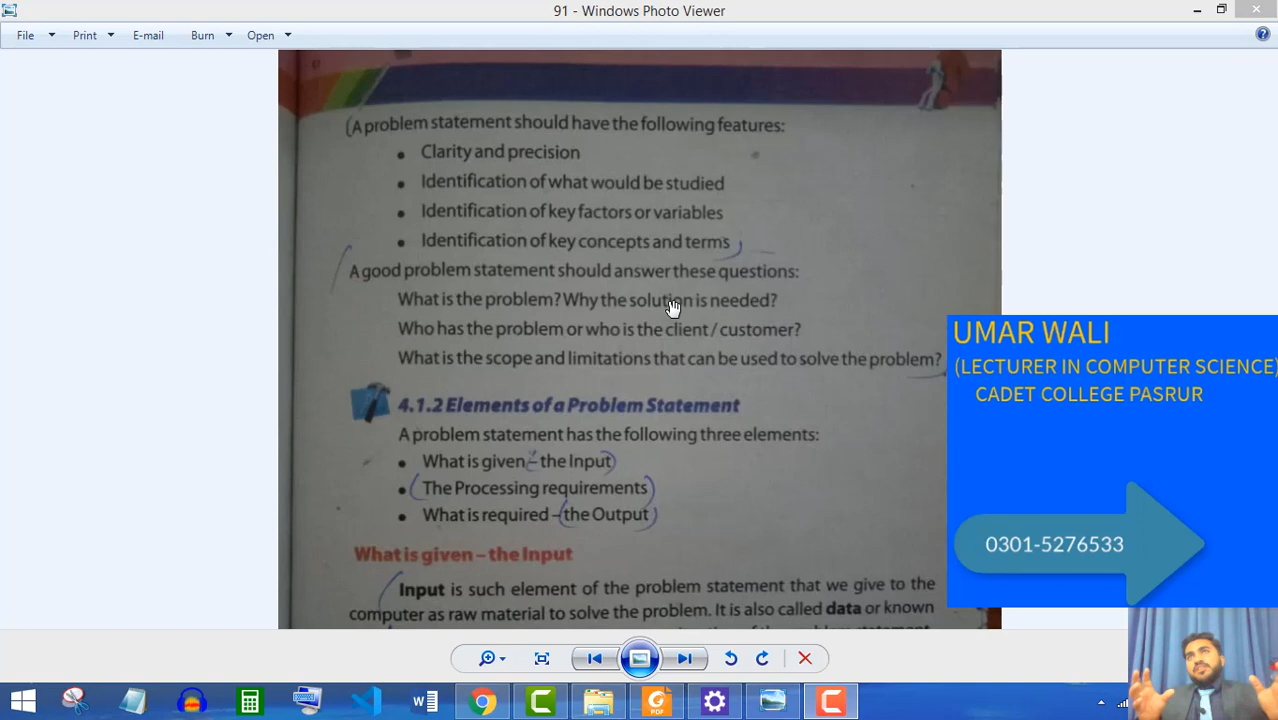 91 - Windows Photo Viewer
File Print E-mail Burn Open
(A problem statement should have the following features:
• Clarity and precision
• Identification of what would be studied
• Identification of key factors or variables
• Identification of key concepts and terms
A good problem statement should answer these questions:
What is the problem? Why the solution is needed?
Who has the problem or who is the client / customer?
What is the scope and limitations that can be used to solve the problem?
4.1.2 Elements of a Problem Statement
A problem statement has the following three elements:
• What is given – the Input
• The Processing requirements
• What is required – the Output
What is given – the Input
Input is such element of the problem statement that we give to the
computer as raw material to solve the problem. It is also called data or known
UMAR WALI
(LECTURER IN COMPUTER SCIENCE)
CADET COLLEGE PASRUR
0301-5276533